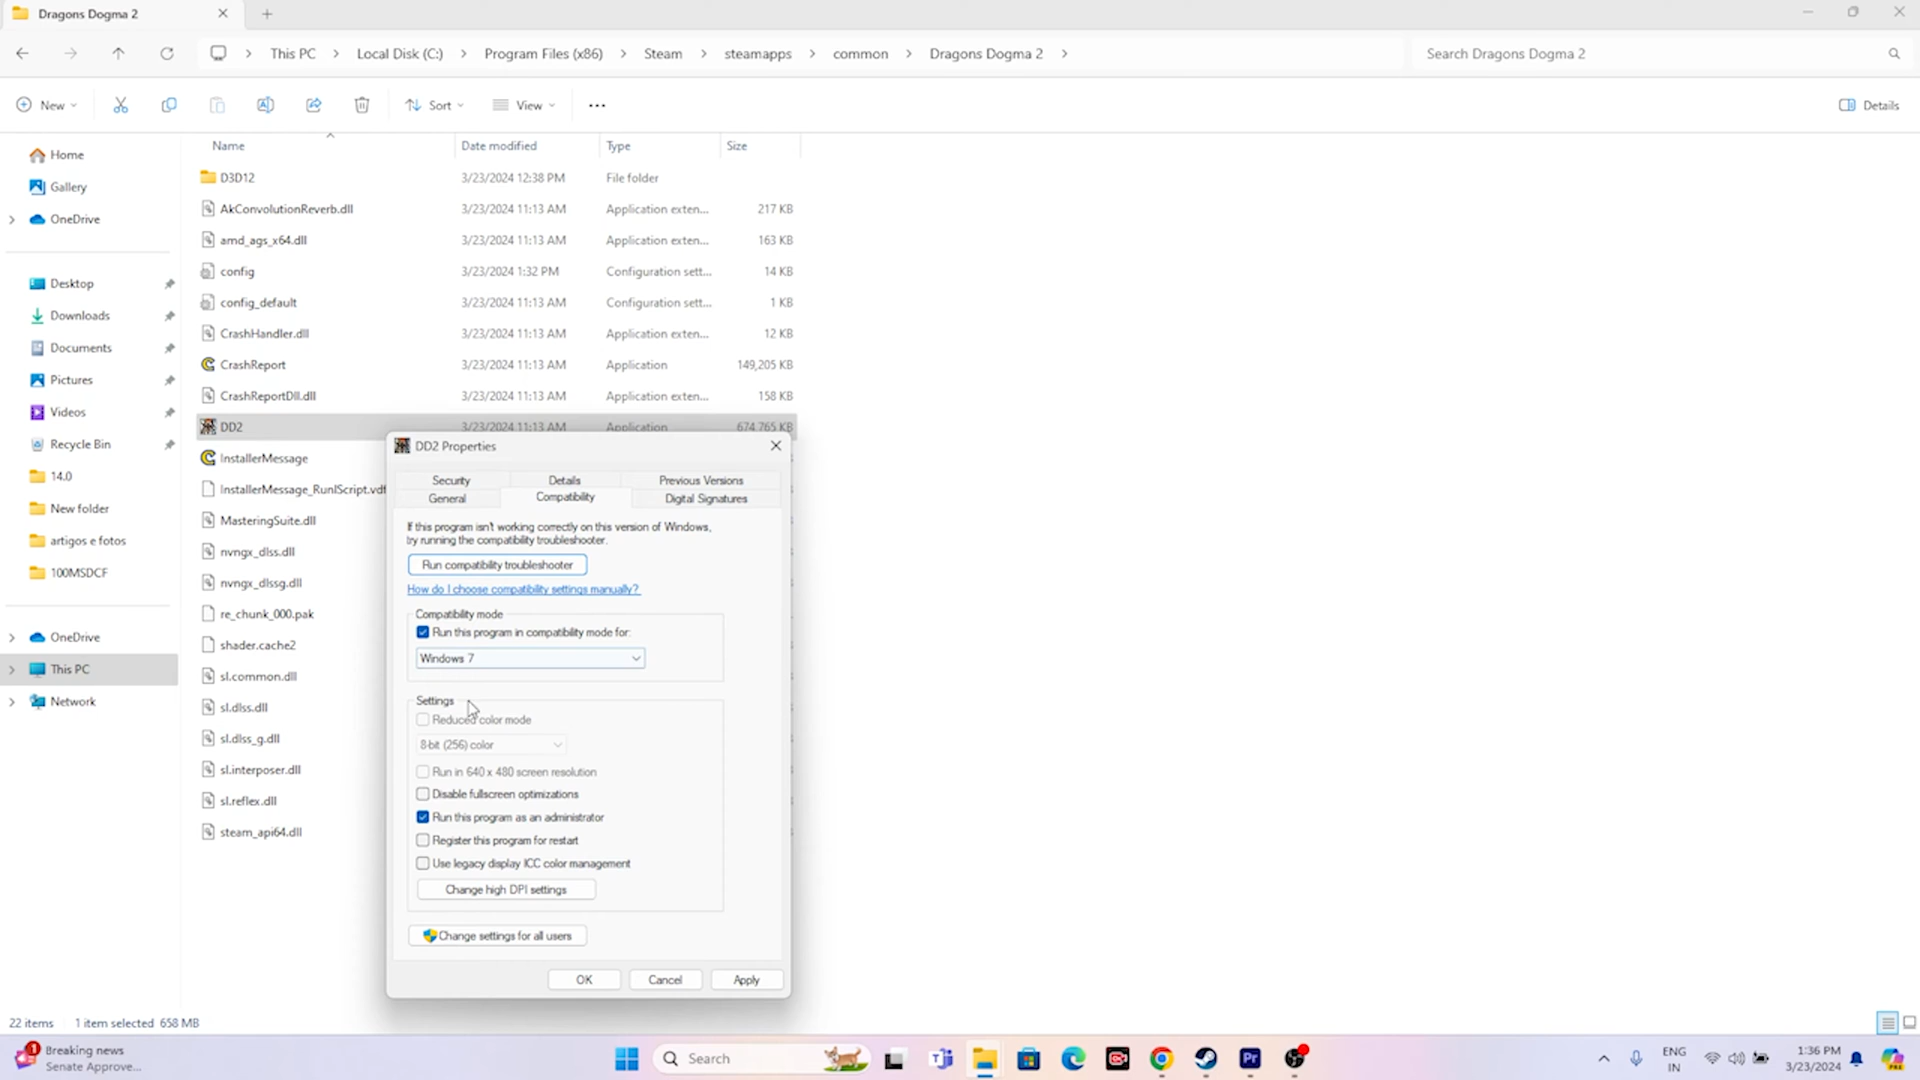 Dragons Dogma 2
This PC > Local Disk (C:) > Program Files (x86) > Steam > steamapps > common > Dragons Dogma 2 >
Search Dragons Dogma 2
New
Sort
View
Details
Home
Gallery
OneDrive
Desktop
Downloads
Documents
Pictures
Videos
Recycle Bin
14.0
New folder
artigos e fotos
100MSDCF
OneDrive
This PC
Network
Name Date modified Type Size
D3D12 3/23/2024 12:38 PM File folder
AkConvolutionReverb.dll 3/23/2024 11:13 AM Application exten... 217 KB
amd_ags_x64.dll 3/23/2024 11:13 AM Application exten... 163 KB
config 3/23/2024 1:32 PM Configuration sett... 14 KB
config_default 3/23/2024 11:13 AM Configuration sett... 1 KB
CrashHandler.dll 3/23/2024 11:13 AM Application exten... 12 KB
CrashReport 3/23/2024 11:13 AM Application 149,205 KB
CrashReportDll.dll 3/23/2024 11:13 AM Application exten... 158 KB
DD2 3/23/2024 11:13 AM Application 674,765 KB
InstallerMessage
InstallerMessage_RunIScript.vdf
MasteringSuite.dll
nvngx_dlss.dll
nvngx_dlssg.dll
re_chunk_000.pak
shader.cache2
sl.common.dll
sl.dlss.dll
sl.dlss_g.dll
sl.interposer.dll
sl.reflex.dll
steam_api64.dll
DD2 Properties
Security Details Previous Versions
General Compatibility Digital Signatures
If this program isn't working correctly on this version of Windows,
try running the compatibility troubleshooter.
Run compatibility troubleshooter
How do I choose compatibility settings manually?
Compatibility mode
Run this program in compatibility mode for:
Windows 7
Settings
Reduced color mode
8-bit (256) color
Run in 640 x 480 screen resolution
Disable fullscreen optimizations
Run this program as an administrator
Register this program for restart
Use legacy display ICC color management
Change high DPI settings
Change settings for all users
OK Cancel Apply
22 items 1 item selected 658 MB
1
Breaking news
Senate Approve...
Search
Pr
ENG
IN
1:36 PM
3/23/2024
PRE